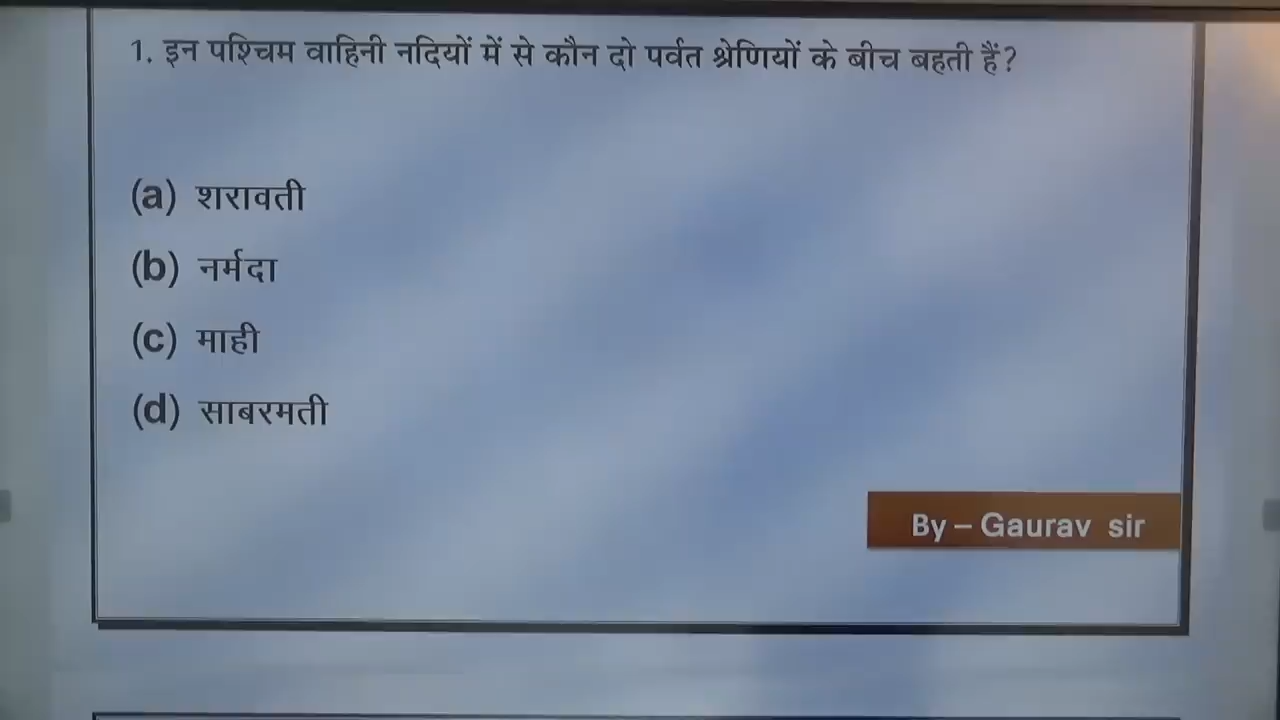 1. इन पश्चिम वाहिनी नदियों में से कौन दो पर्वत श्रेणियों के बीच बहती हैं?
(a) शरावती
(b) नर्मदा
(c) माही
(d) साबरमती
By – Gaurav sir